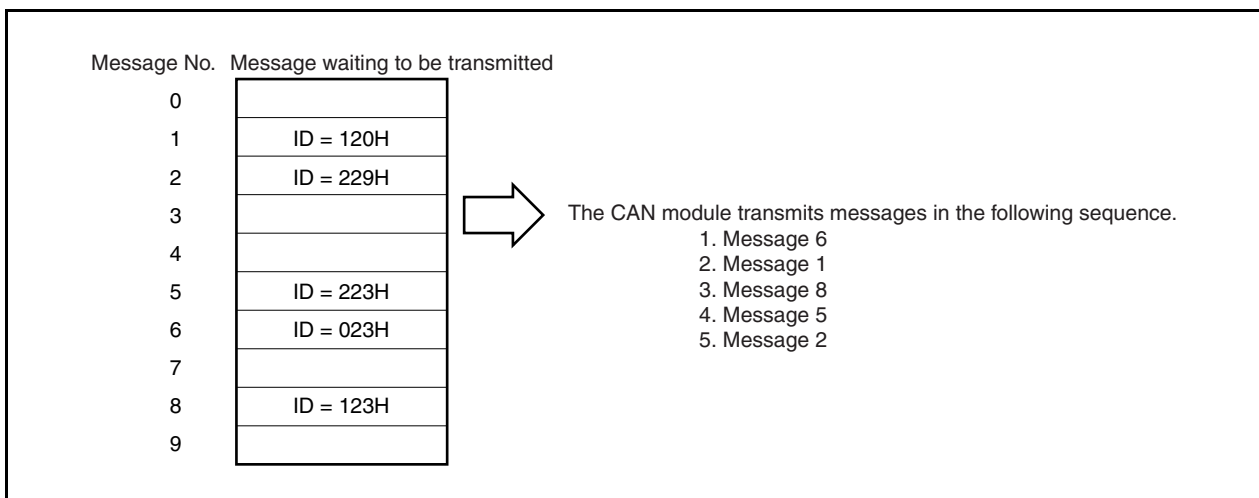 Message No. Message waiting to be transmitted
0
1 ID = 120H
2 ID = 229H
3
4
5 ID = 223H
6 ID = 023H
7
8 ID = 123H
9
The CAN module transmits messages in the following sequence.
1. Message 6
2. Message 1
3. Message 8
4. Message 5
5. Message 2